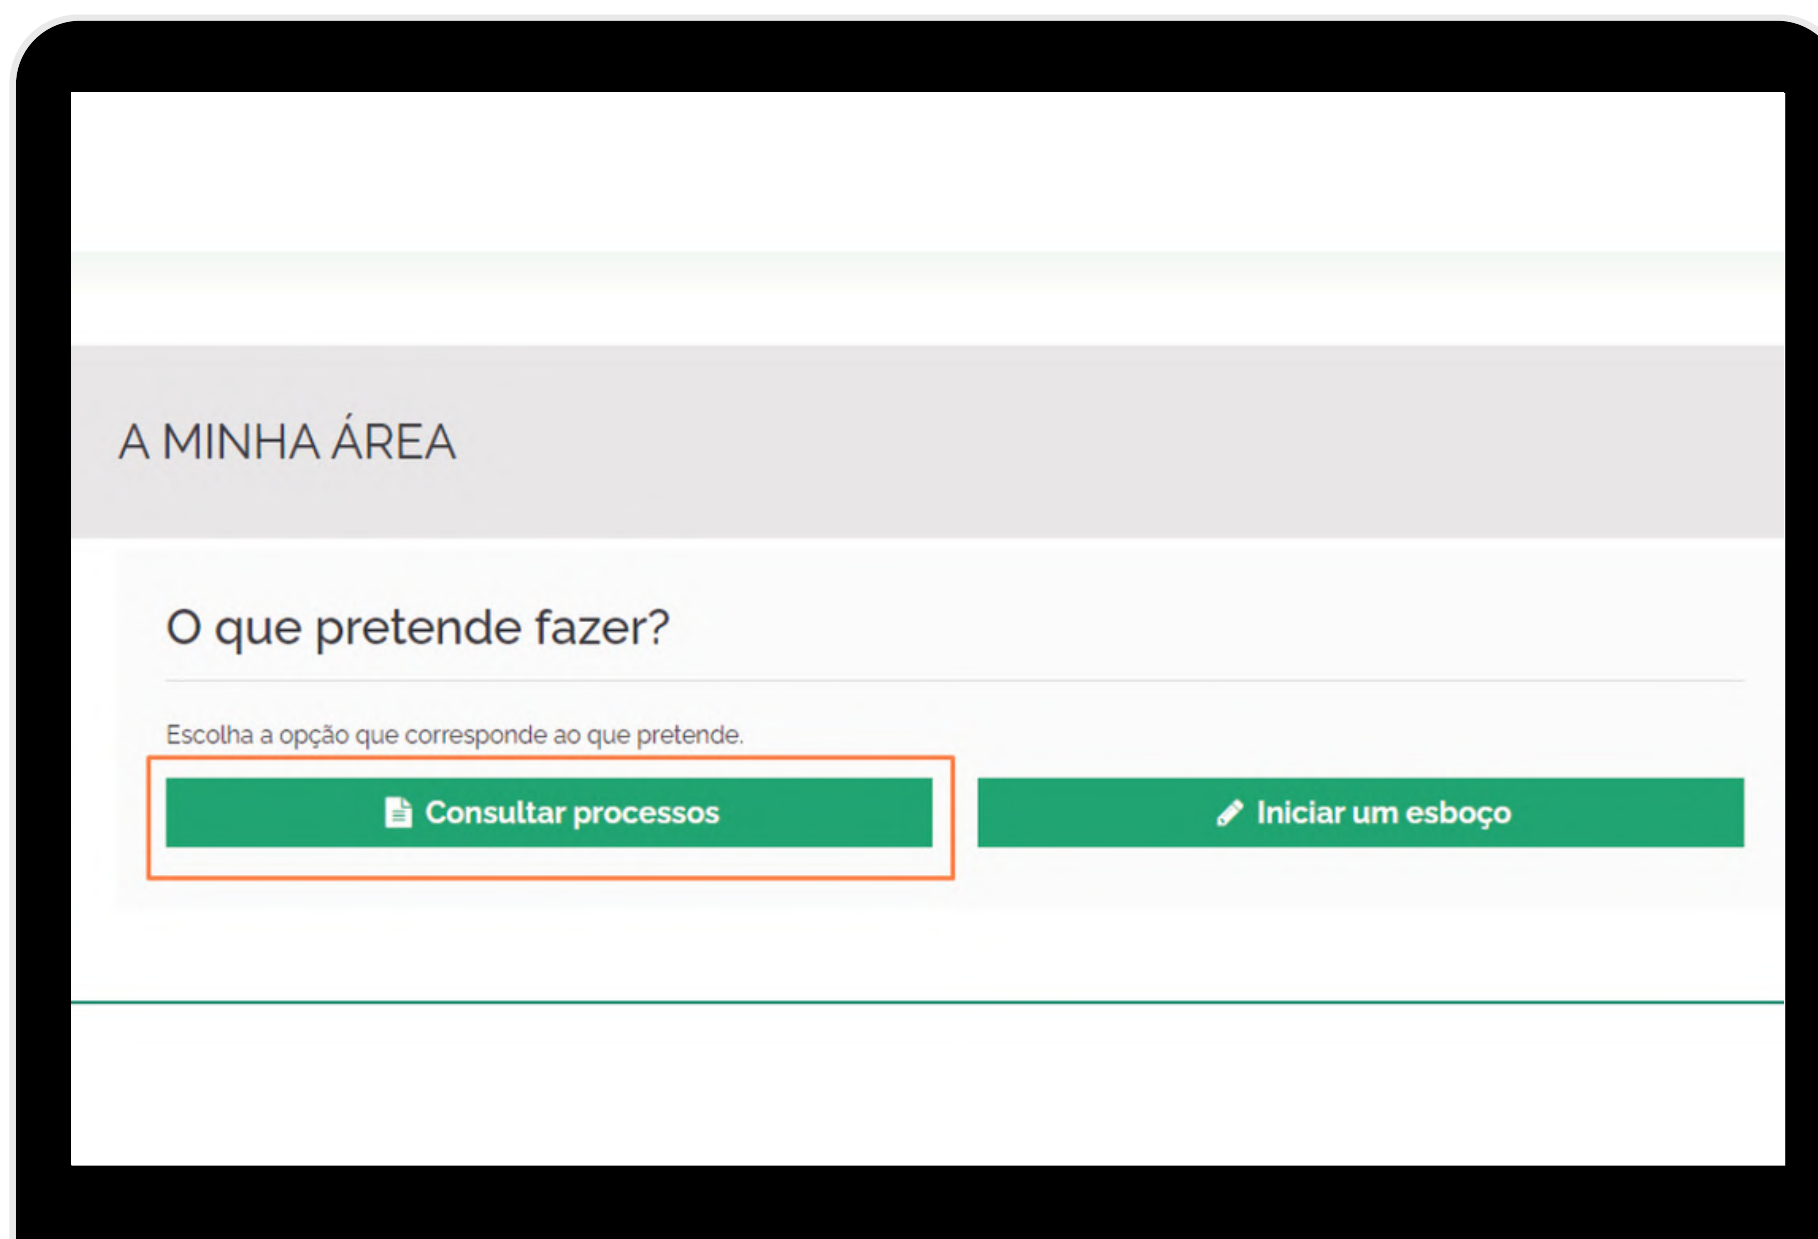 A MINHA ÁREA
O que pretende fazer?
Escolha a opção que corresponde ao que pretende.
Consultar processos
Iniciar um esboço